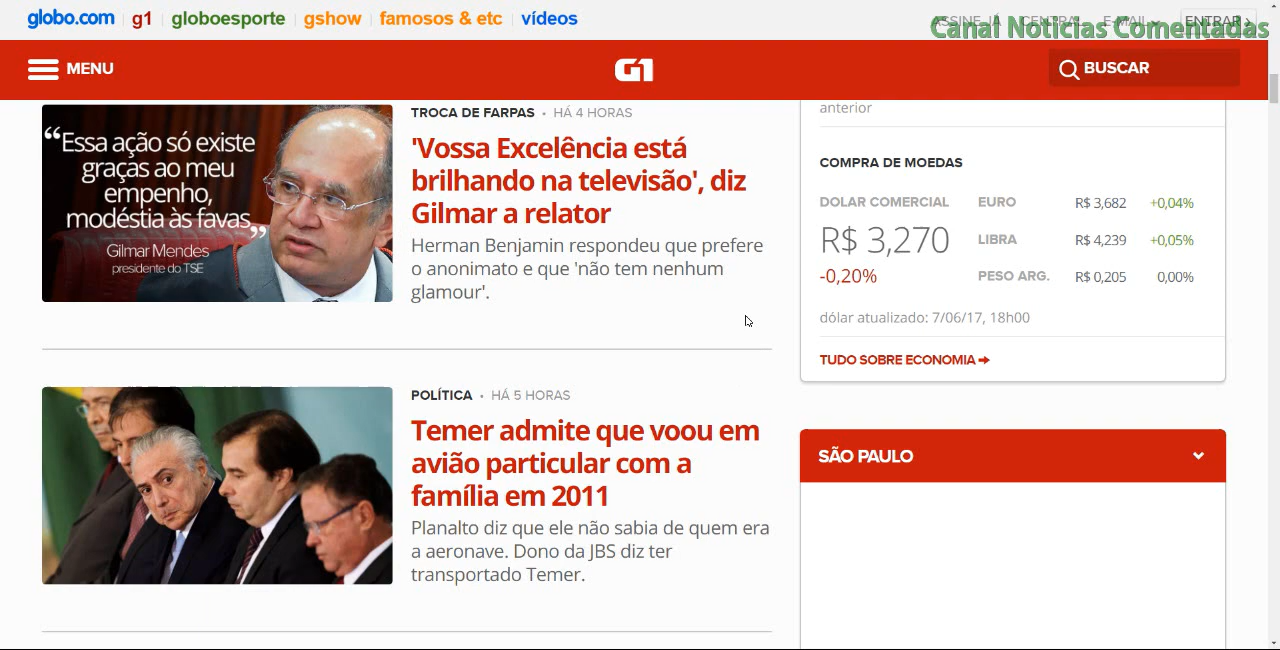 globo.com g1 globoesporte gshow famosos & etc vídeos
ASSINE JÁ CENTRAL E-MAIL ENTRAR ›
Canal Noticias Comentadas
MENU
G1
BUSCAR
“Essa ação só existe
graças ao meu
empenho,
modéstia às favas„
Gilmar Mendes
presidente do TSE
TROCA DE FARPAS • HÁ 4 HORAS
'Vossa Excelência está
brilhando na televisão', diz
Gilmar a relator
Herman Benjamin respondeu que prefere
o anonimato e que 'não tem nenhum
glamour'.
POLÍTICA • HÁ 5 HORAS
Temer admite que voou em
avião particular com a
família em 2011
Planalto diz que ele não sabia de quem era
a aeronave. Dono da JBS diz ter
transportado Temer.
anterior
COMPRA DE MOEDAS
DOLAR COMERCIAL
R$ 3,270
-0,20%
EURO R$ 3,682 +0,04%
LIBRA R$ 4,239 +0,05%
PESO ARG. R$ 0,205 0,00%
dólar atualizado: 7/06/17, 18h00
TUDO SOBRE ECONOMIA ➞
SÃO PAULO